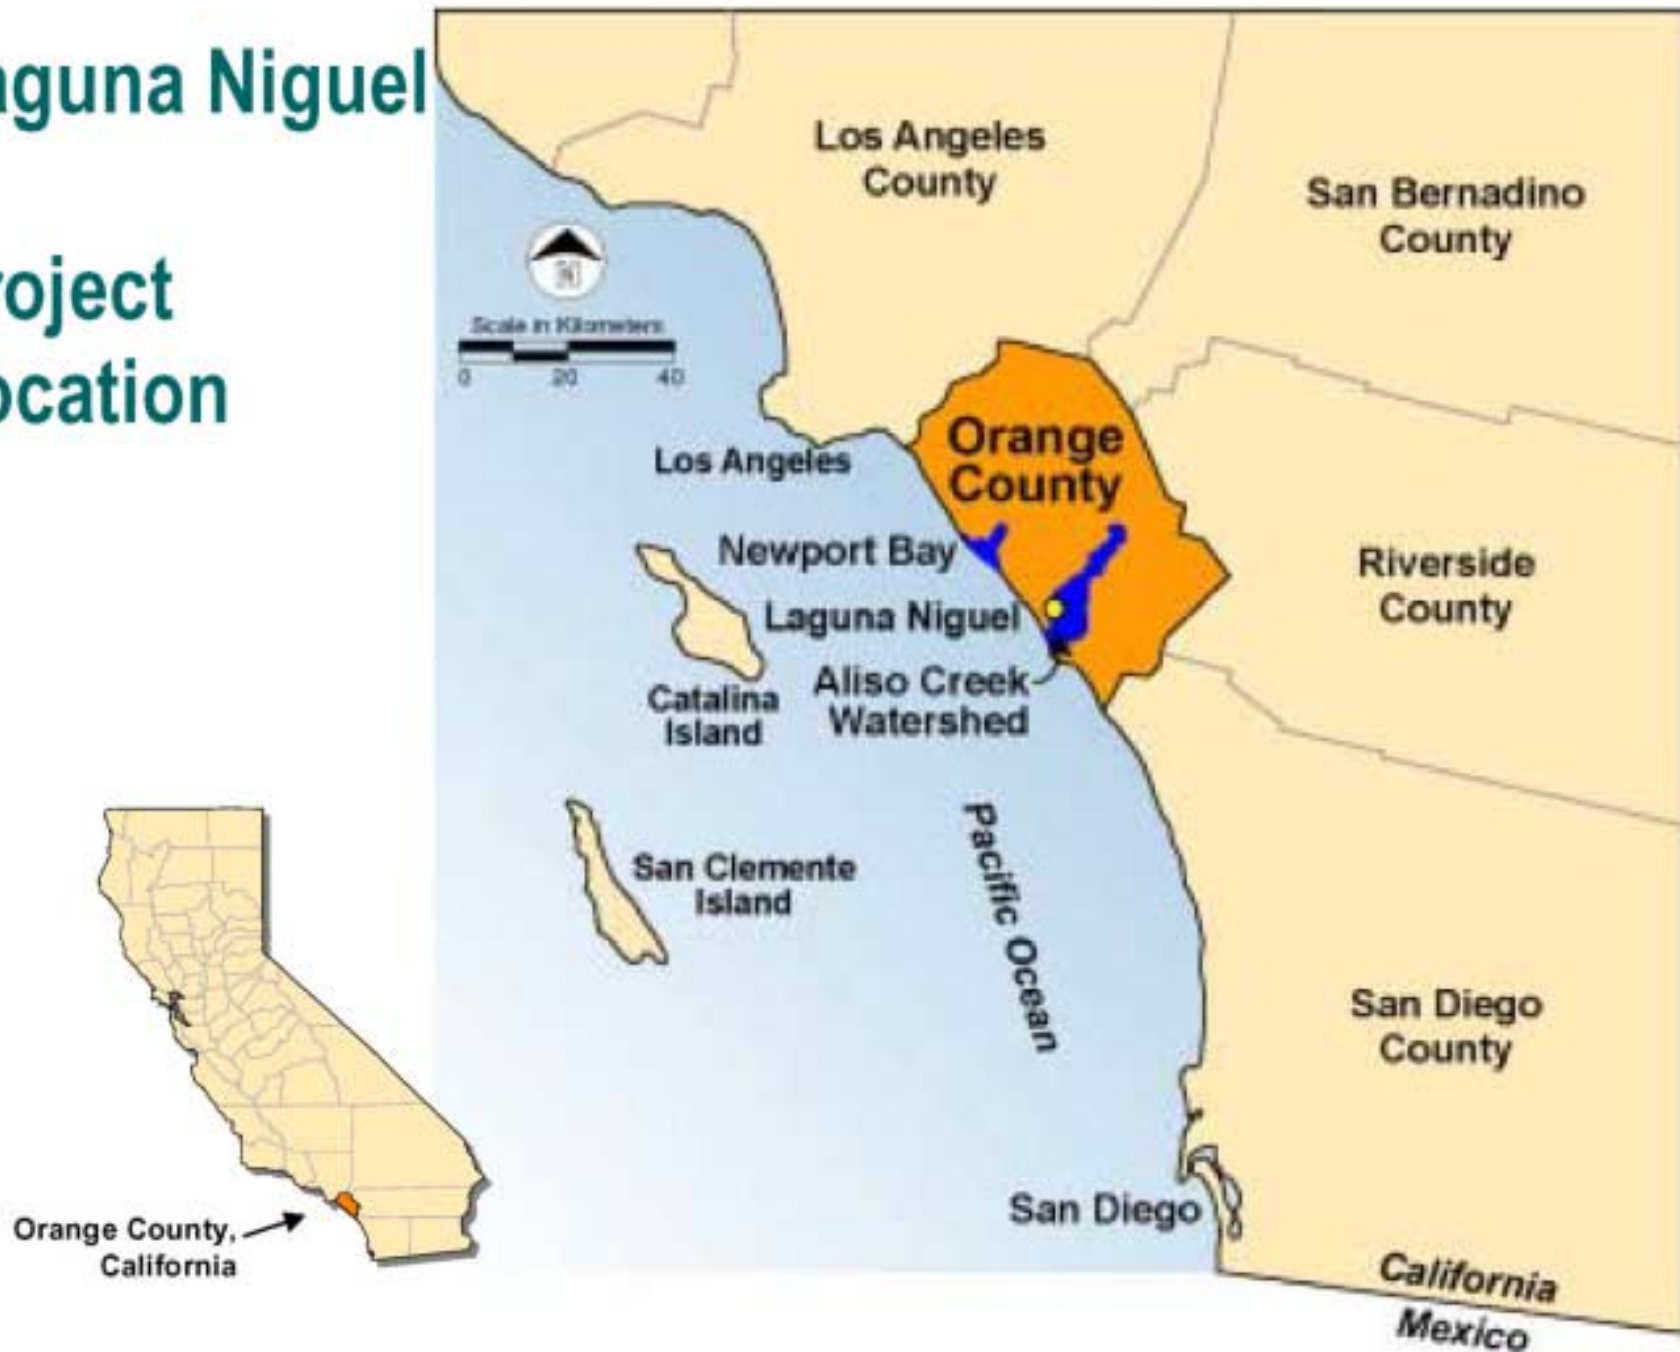 aguna Niguel
roject
ocation
Los Angeles
County
San Bernadino
County
N
Scale in Kilometers
0 20 40
Orange
County
Los Angeles
Newport Bay
Riverside
County
Laguna Niguel
Aliso Creek
Watershed
Catalina
Island
Pacific Ocean
San Clemente
Island
San Diego
County
San Diego
Orange County,
California
California
Mexico